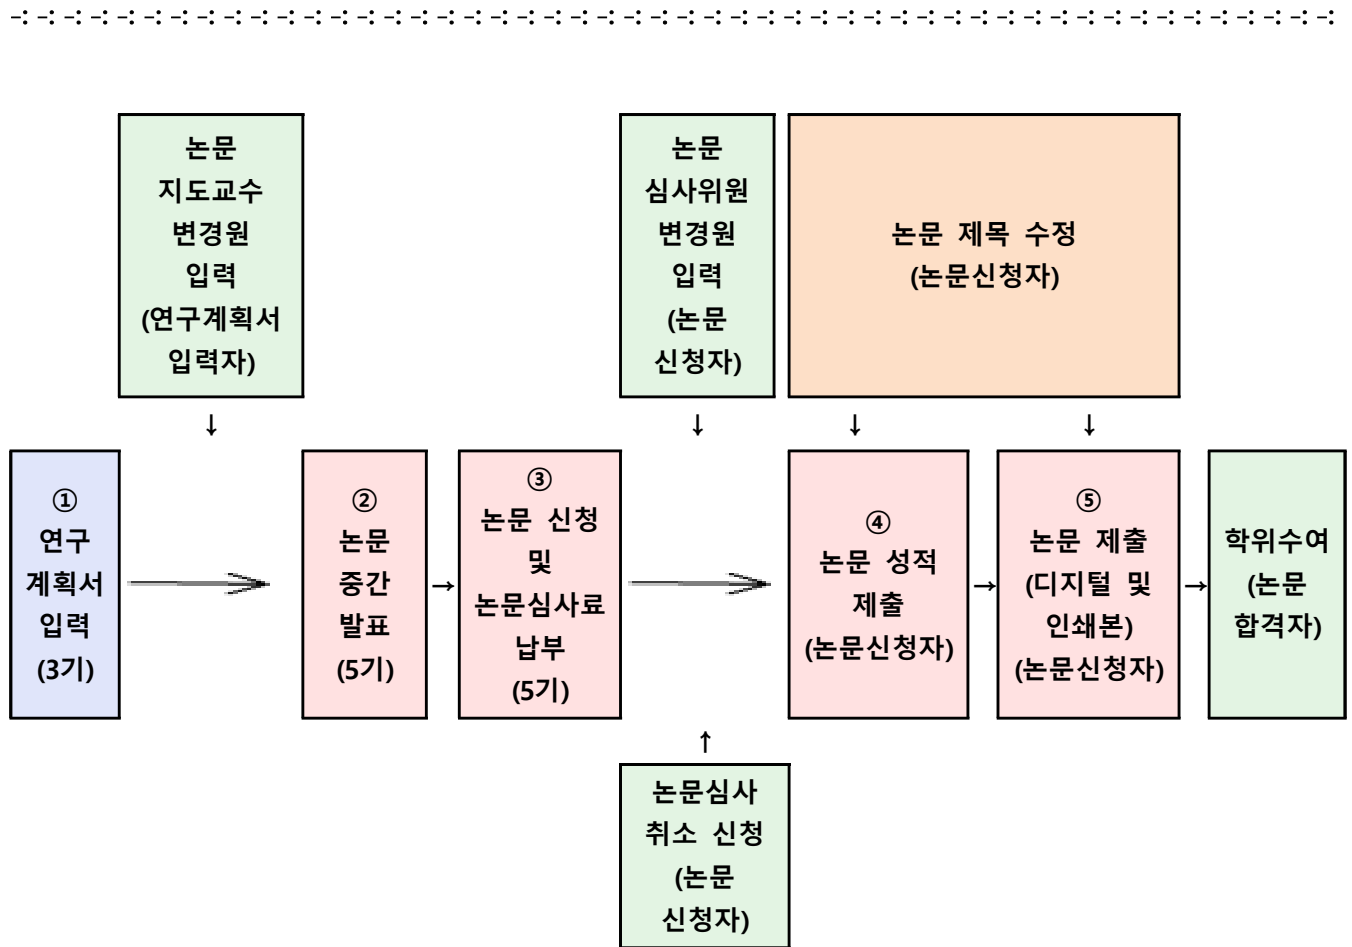 논문
지도교수
변경원
입력
(연구계획서
입력자)
논문
심사위원
변경원
입력
(논문
신청자)
논문 제목 수정
(논문신청자)
↓
↓
↓
↓
①
연구
계획서
입력
(3기)
②
논문
중간
발표
(5기)
→
③
논문 신청
및
논문심사료
납부
(5기)
④
논문 성적
제출
(논문신청자)
→
⑤
논문 제출
(디지털 및
인쇄본)
(논문신청자)
→
학위수여
(논문
합격자)
↑
논문심사
취소 신청
(논문
신청자)